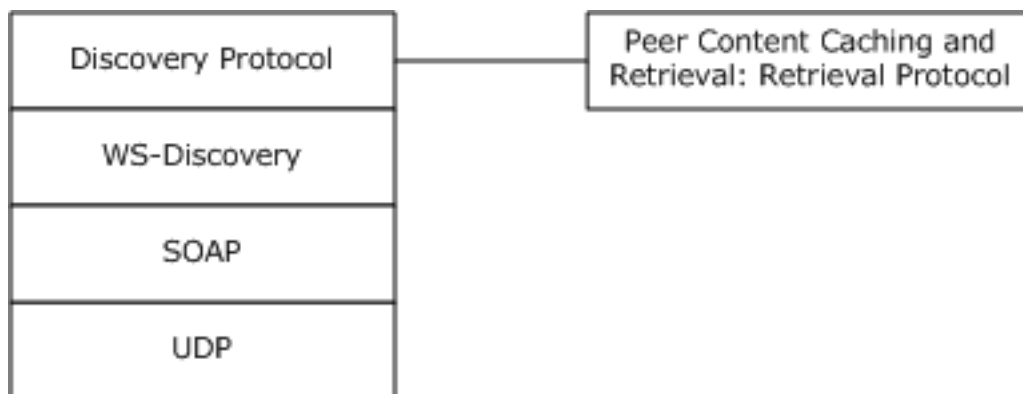 Discovery Protocol
Peer Content Caching and
Retrieval: Retrieval Protocol
WS-Discovery
SOAP
UDP